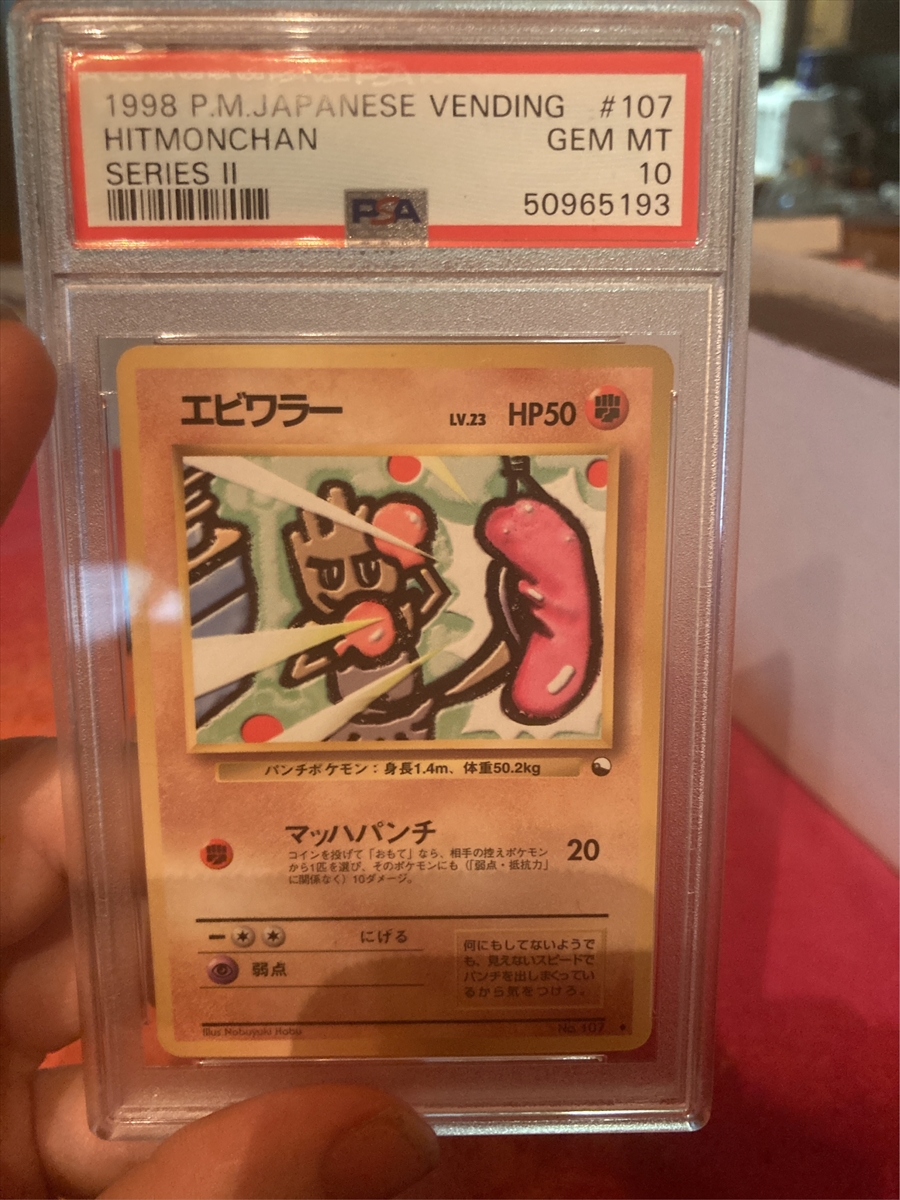 1998 P.M.JAPANESE VENDING #107
HITMONCHAN GEM MT
SERIES II 10
PSA 50965193
エビワラー LV.23 HP50
パンチポケモン：身長1.4m、体重50.2kg
マッハパンチ 20
コインを投げて「おもて」なら、相手の控えポケモン
から1匹を選び、そのポケモンにも（「弱点・抵抗力」
に関係なく）10ダメージ。
にげる
弱点
何にもしてないようで
も、見えないスピードで
パンチを出しまくってい
るから気をつけろ。
Illus Nobuyuki Habu No. 107